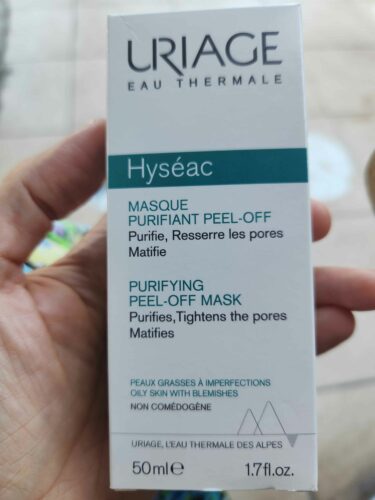 URIAGE
EAU THERMALE
Hyséac
MASQUE
PURIFIANT PEEL-OFF
Purifie, Resserre les pores
Matifie
PURIFYING
PEEL-OFF MASK
Purifies,Tightens the pores
Matifies
PEAUX GRASSES À IMPERFECTIONS
OILY SKIN WITH BLEMISHES
NON COMÉDOGÈNE
URIAGE, L'EAU THERMALE DES ALPES
50ml℮ 1.7fl.oz.